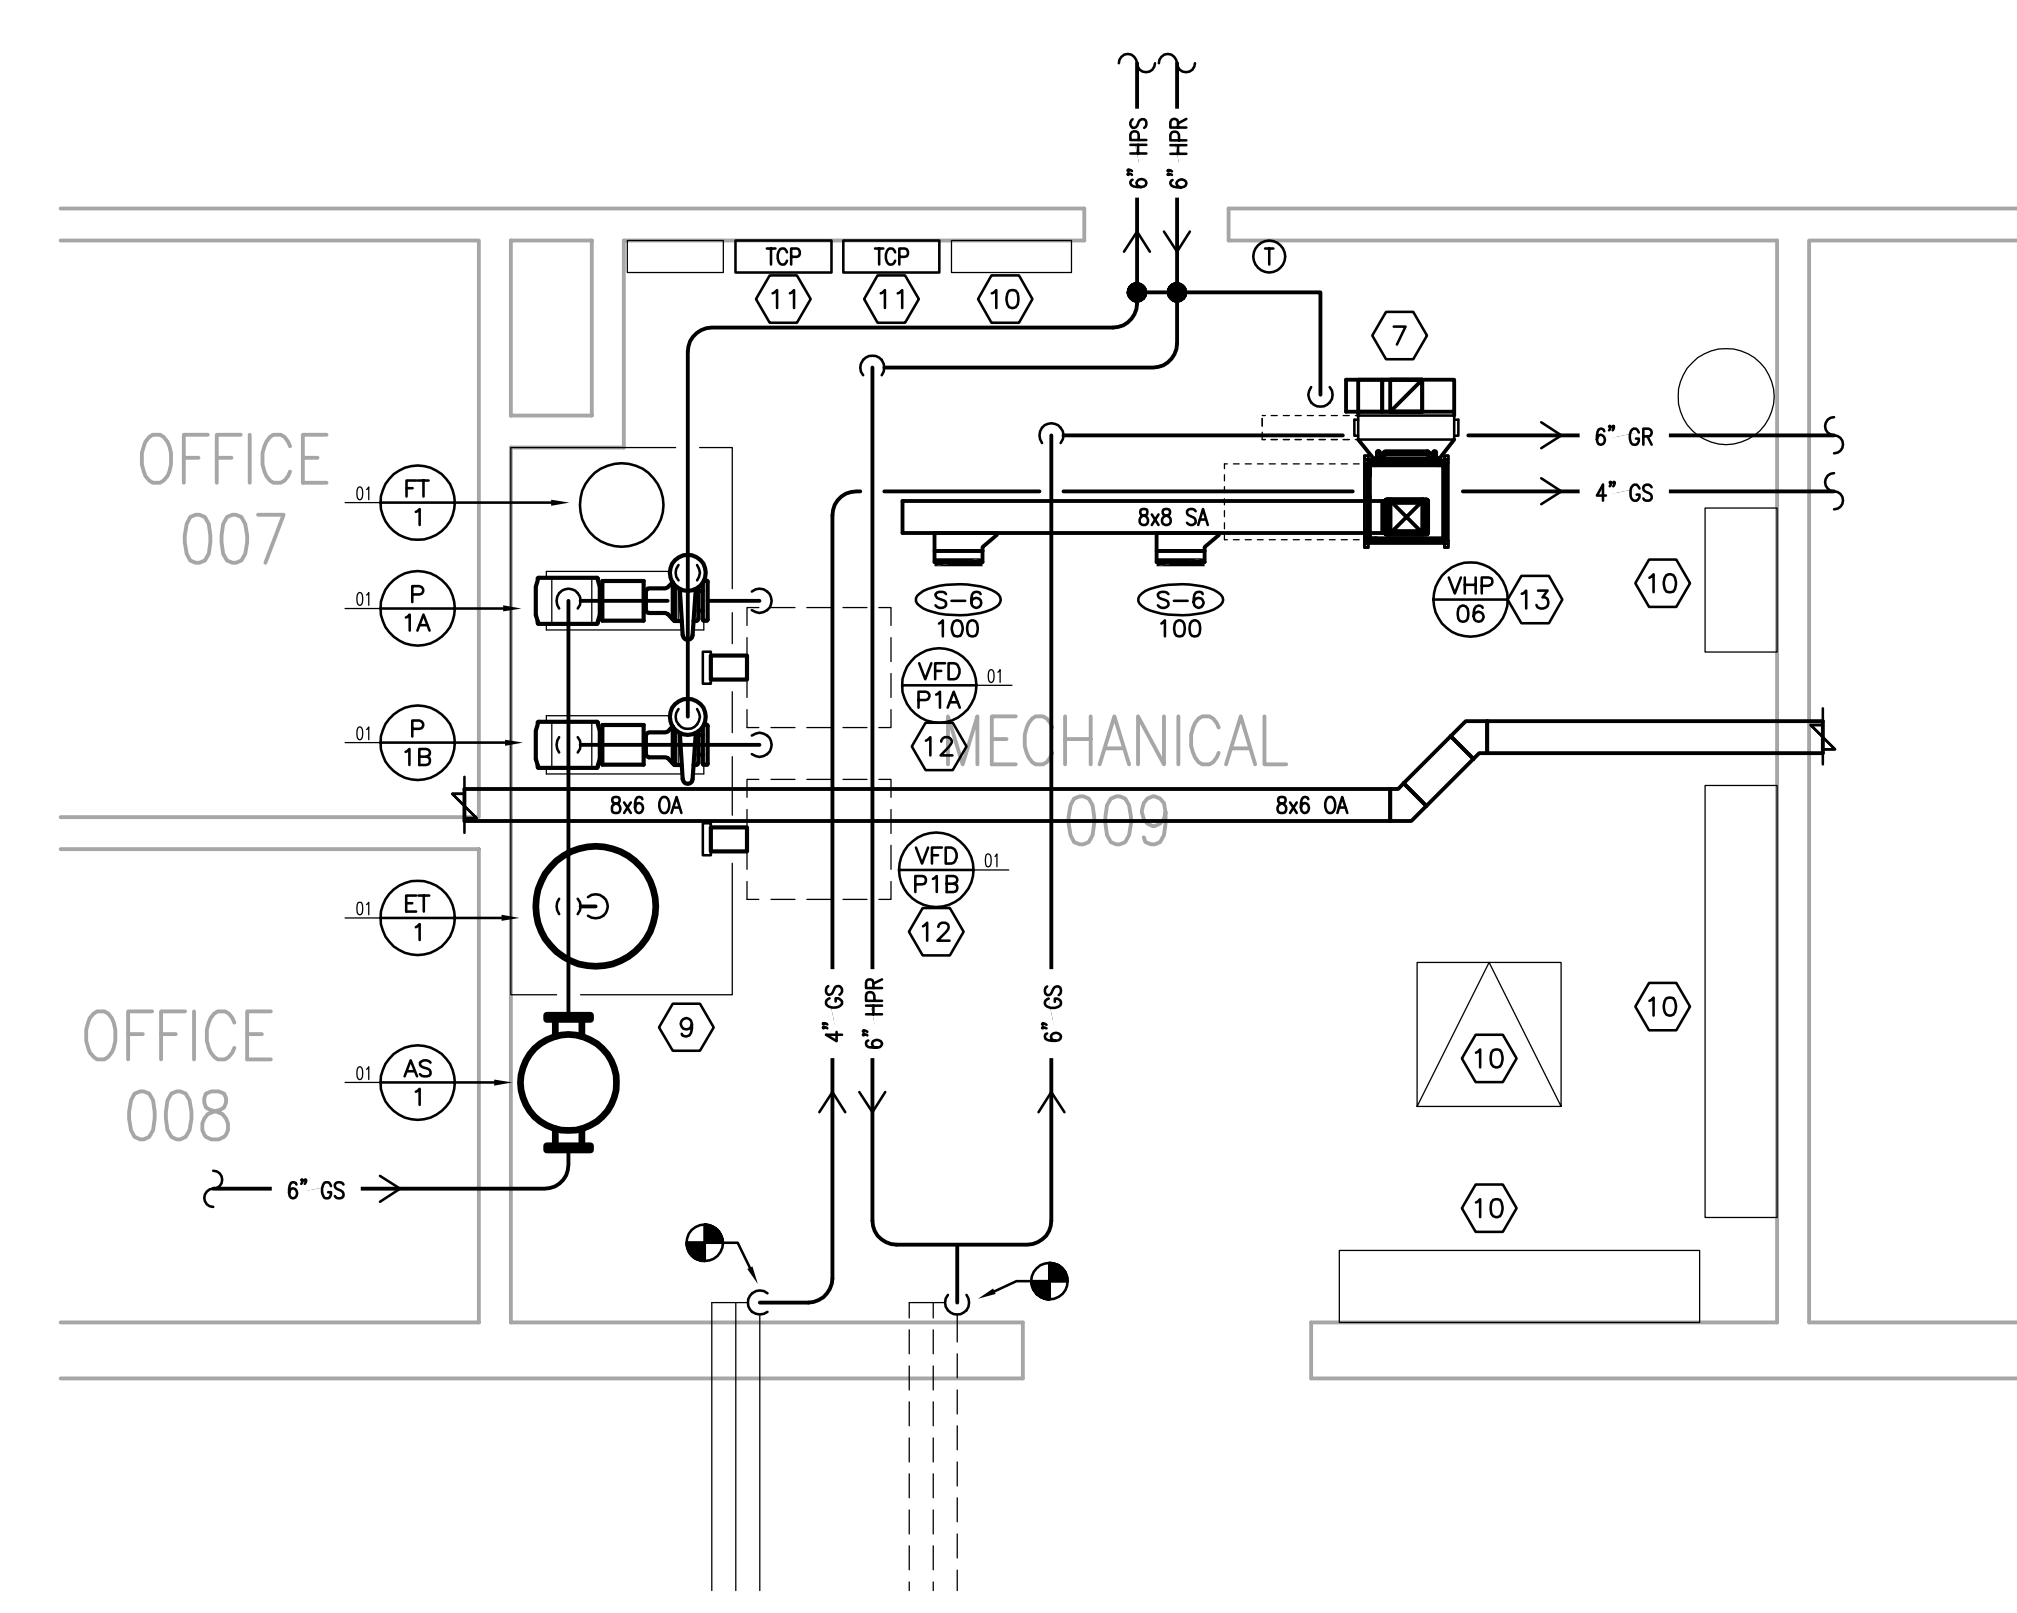 6” HPS
6” HPR
TCP
TCP
T
11
11
10
7
OFFICE
007
6” GR
4” GS
01
FT
1
8x8 SA
01
P
1A
S-6
100
S-6
100
VHP
06
13
10
VFD
P1A
01
01
P
1B
12
MECHANICAL
009
8x6 OA
8x6 OA
VFD
P1B
01
01
ET
1
12
4” GS
6” HPR
6” GS
10
9
OFFICE
008
10
01
AS
1
6” GS
10